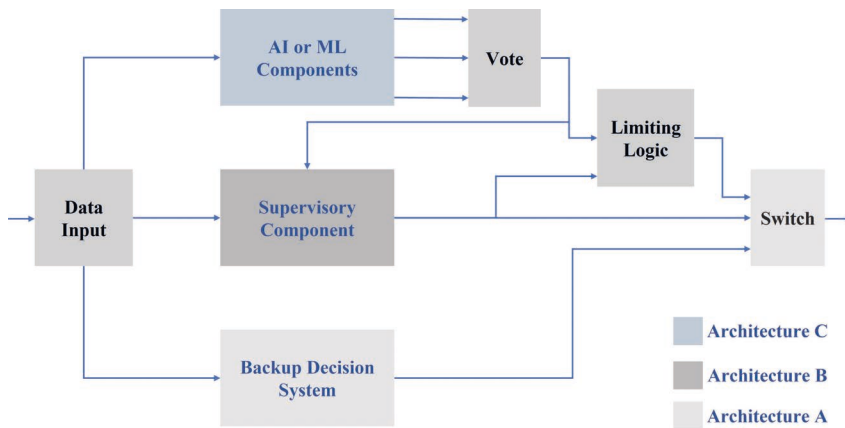 AI or ML
Components
Vote
Limiting
Logic
Data
Input
Supervisory
Component
Switch
Backup Decision
System
Architecture C
Architecture B
Architecture A